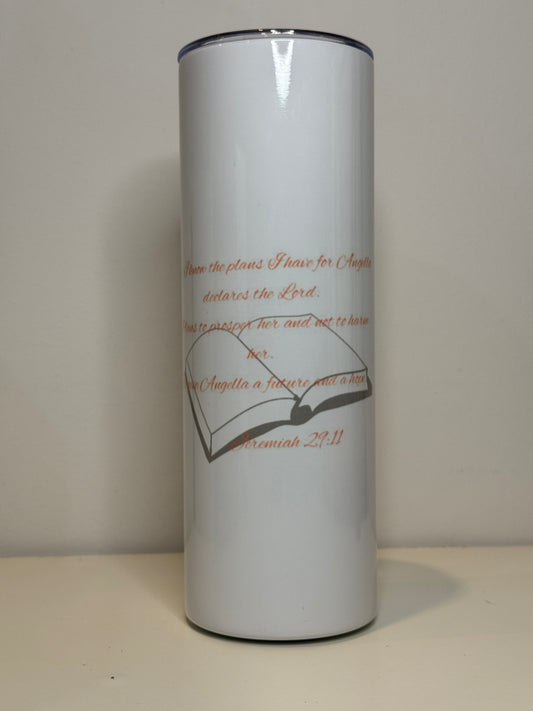 I know the plans I have for Angella
declares the Lord.
to prosper her and not to harm
her.
Angella a future and a hope
Jeremiah 29:11